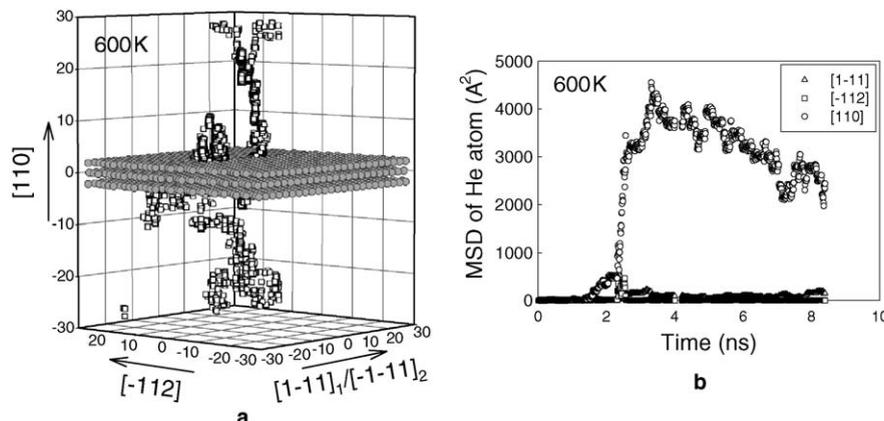 600K
[110]
30
20
10
0
-10
-20
-30
20 10 0 -10 -20 -30
-30 -20 -10 0 10 20 30
[-112]
[1-11]₁/[-1-11]₂
a
600K
[1-11]
[-112]
[110]
MSD of He atom (A²)
5000
4000
3000
2000
1000
0
0 2 4 6 8 10
Time (ns)
b